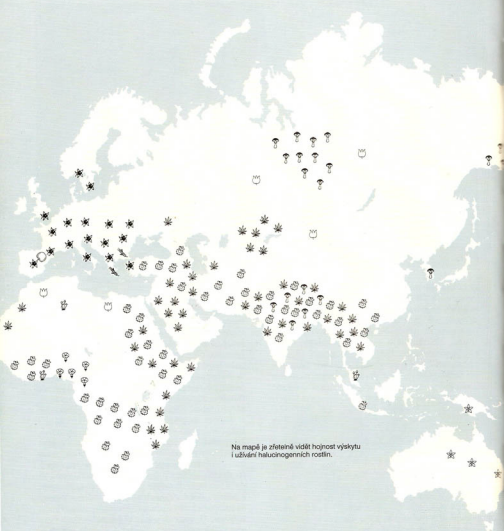 Na mapě je zřetelně vidět hojnost výskytu
i užívání halucinogenních rostlin.